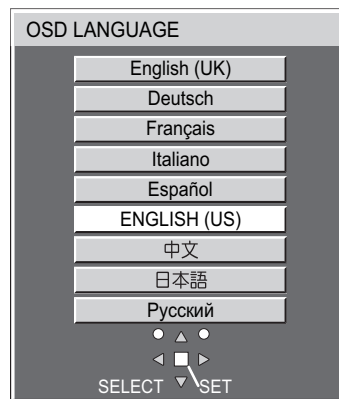 OSD LANGUAGE
English (UK)
Deutsch
Français
Italiano
Español
ENGLISH (US)
中文
日本語
Русский
SELECT SET